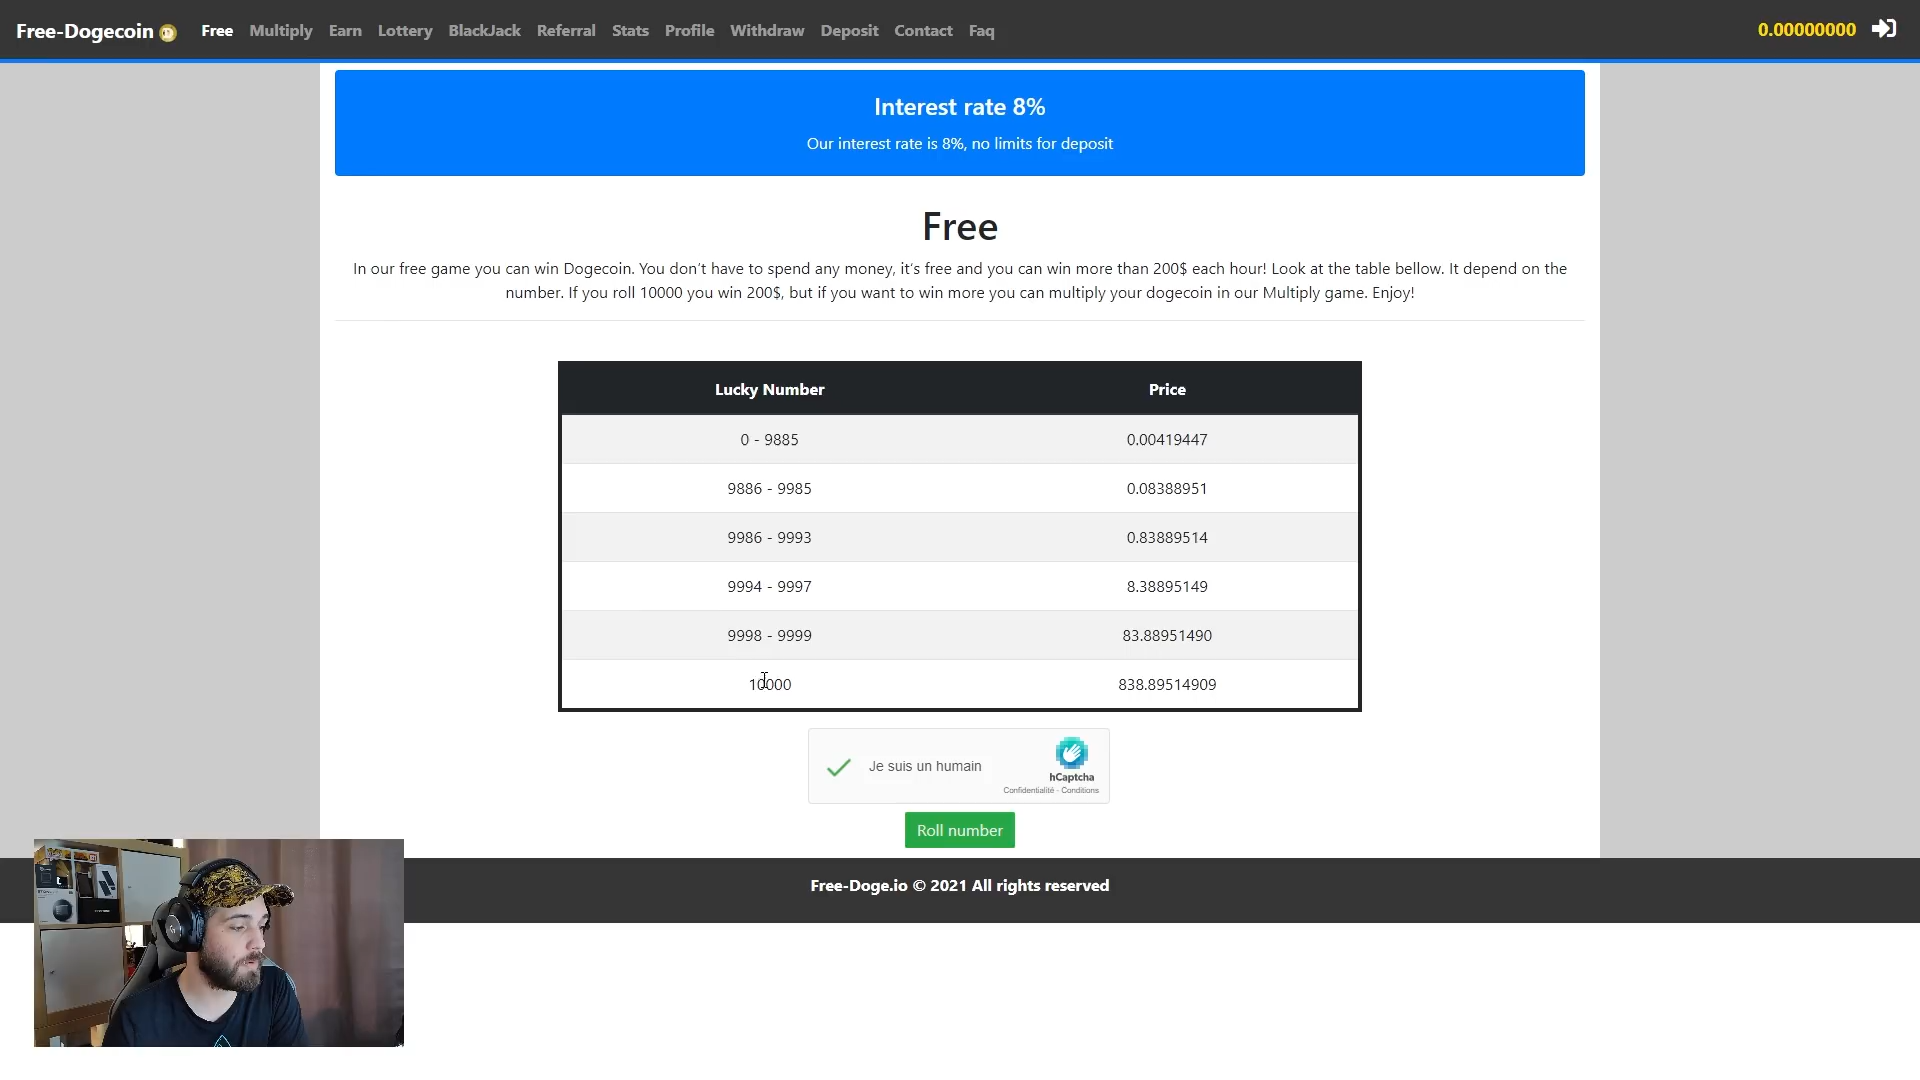 Free-Dogecoin Free Multiply Earn Lottery BlackJack Referral Stats Profile Withdraw Deposit Contact Faq 0.00000000
Interest rate 8%
Our interest rate is 8%, no limits for deposit
Free
In our free game you can win Dogecoin. You don't have to spend any money, it's free and you can win more than 200$ each hour! Look at the table bellow. It depend on the
number. If you roll 10000 you win 200$, but if you want to win more you can multiply your dogecoin in our Multiply game. Enjoy!
Lucky Number Price
0 - 9885 0.00419447
9886 - 9985 0.08388951
9986 - 9993 0.83889514
9994 - 9997 8.38895149
9998 - 9999 83.88951490
10000 838.89514909
Je suis un humain
hCaptcha
Confidentialité - Conditions
Roll number
Free-Doge.io © 2021 All rights reserved